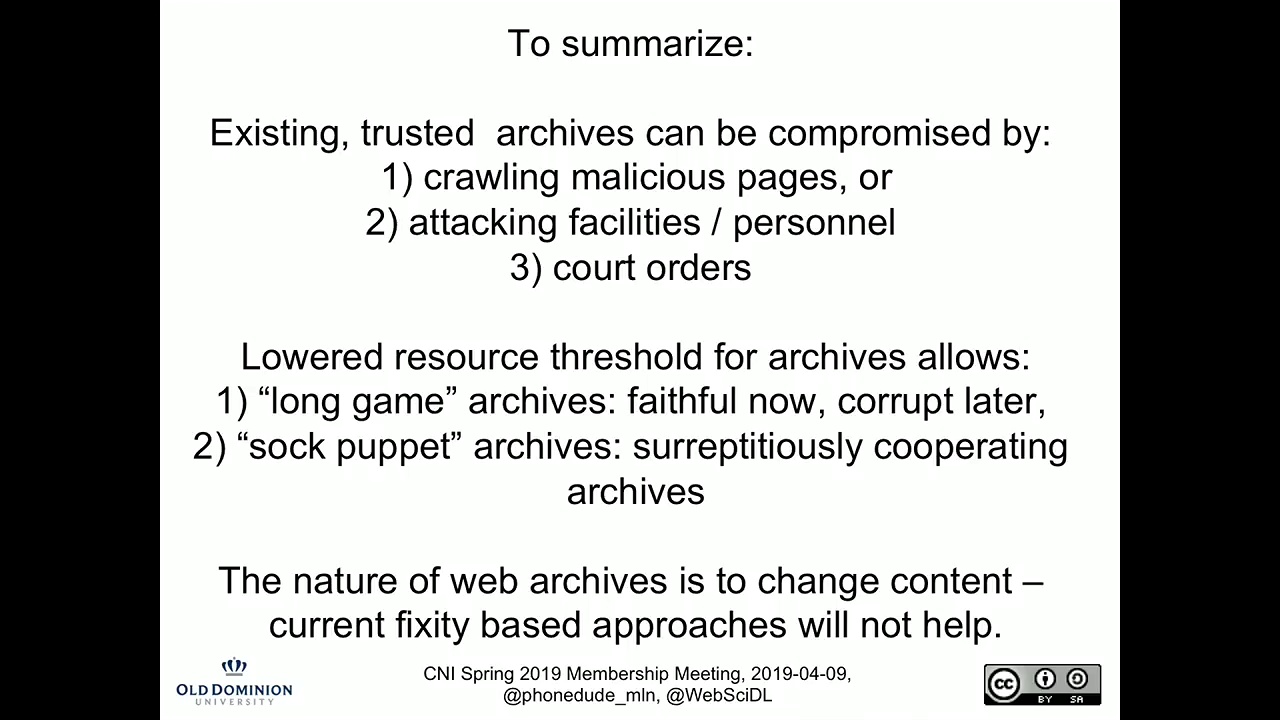 To summarize:
Existing, trusted  archives can be compromised by:
1) crawling malicious pages, or
2) attacking facilities / personnel
3) court orders
Lowered resource threshold for archives allows:
1) “long game” archives: faithful now, corrupt later,
2) “sock puppet” archives: surreptitiously cooperating
archives
The nature of web archives is to change content –
current fixity based approaches will not help.
OLD DOMINION
UNIVERSITY
CNI Spring 2019 Membership Meeting, 2019-04-09,
@phonedude_mln, @WebSciDL
cc
BY SA